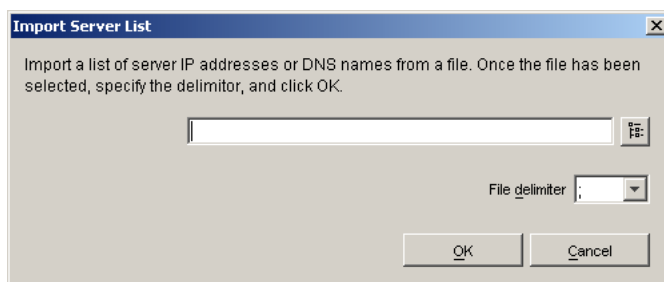 Import Server List
Import a list of server IP addresses or DNS names from a file. Once the file has been
selected, specify the delimitor, and click OK.
File delimiter ;
OK Cancel